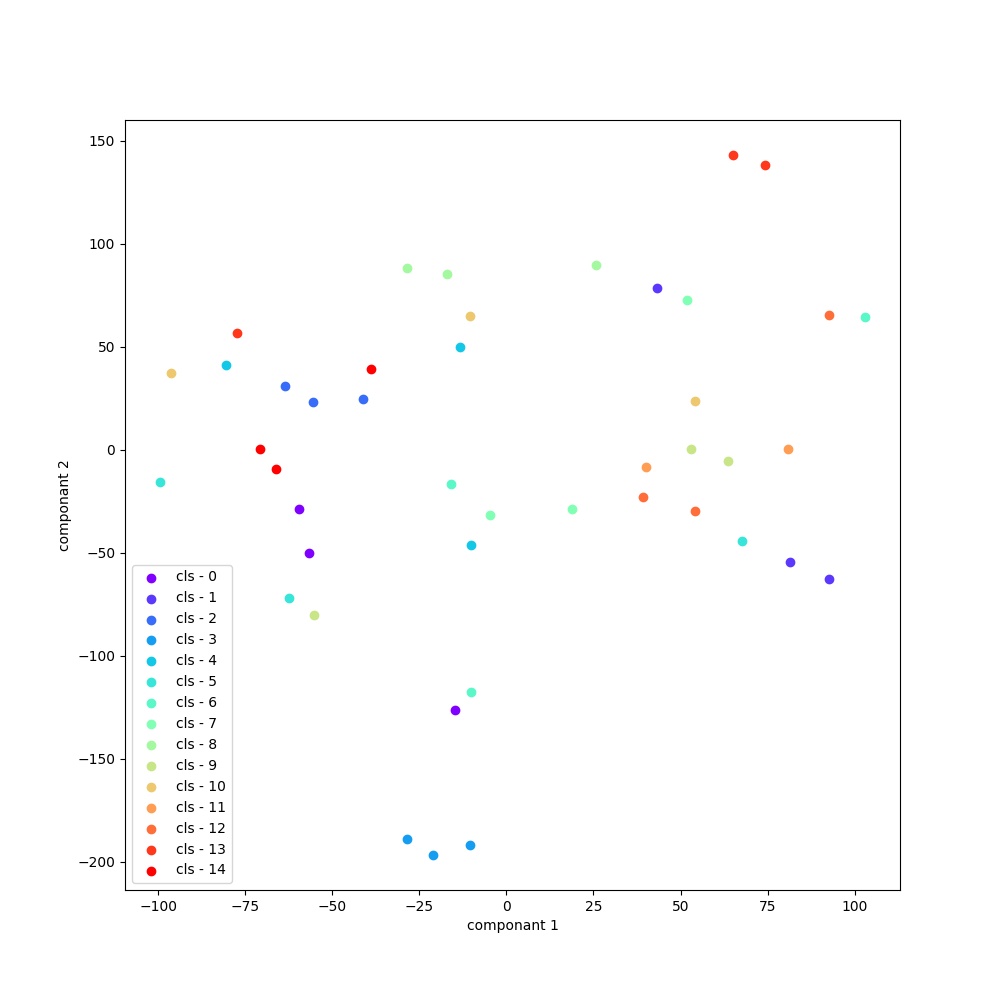 150
100
50
0
−50
−100
−150
−200
componant 2
cls - 0
cls - 1
cls - 2
cls - 3
cls - 4
cls - 5
cls - 6
cls - 7
cls - 8
cls - 9
cls - 10
cls - 11
cls - 12
cls - 13
cls - 14
−100 −75 −50 −25 0 25 50 75 100
componant 1